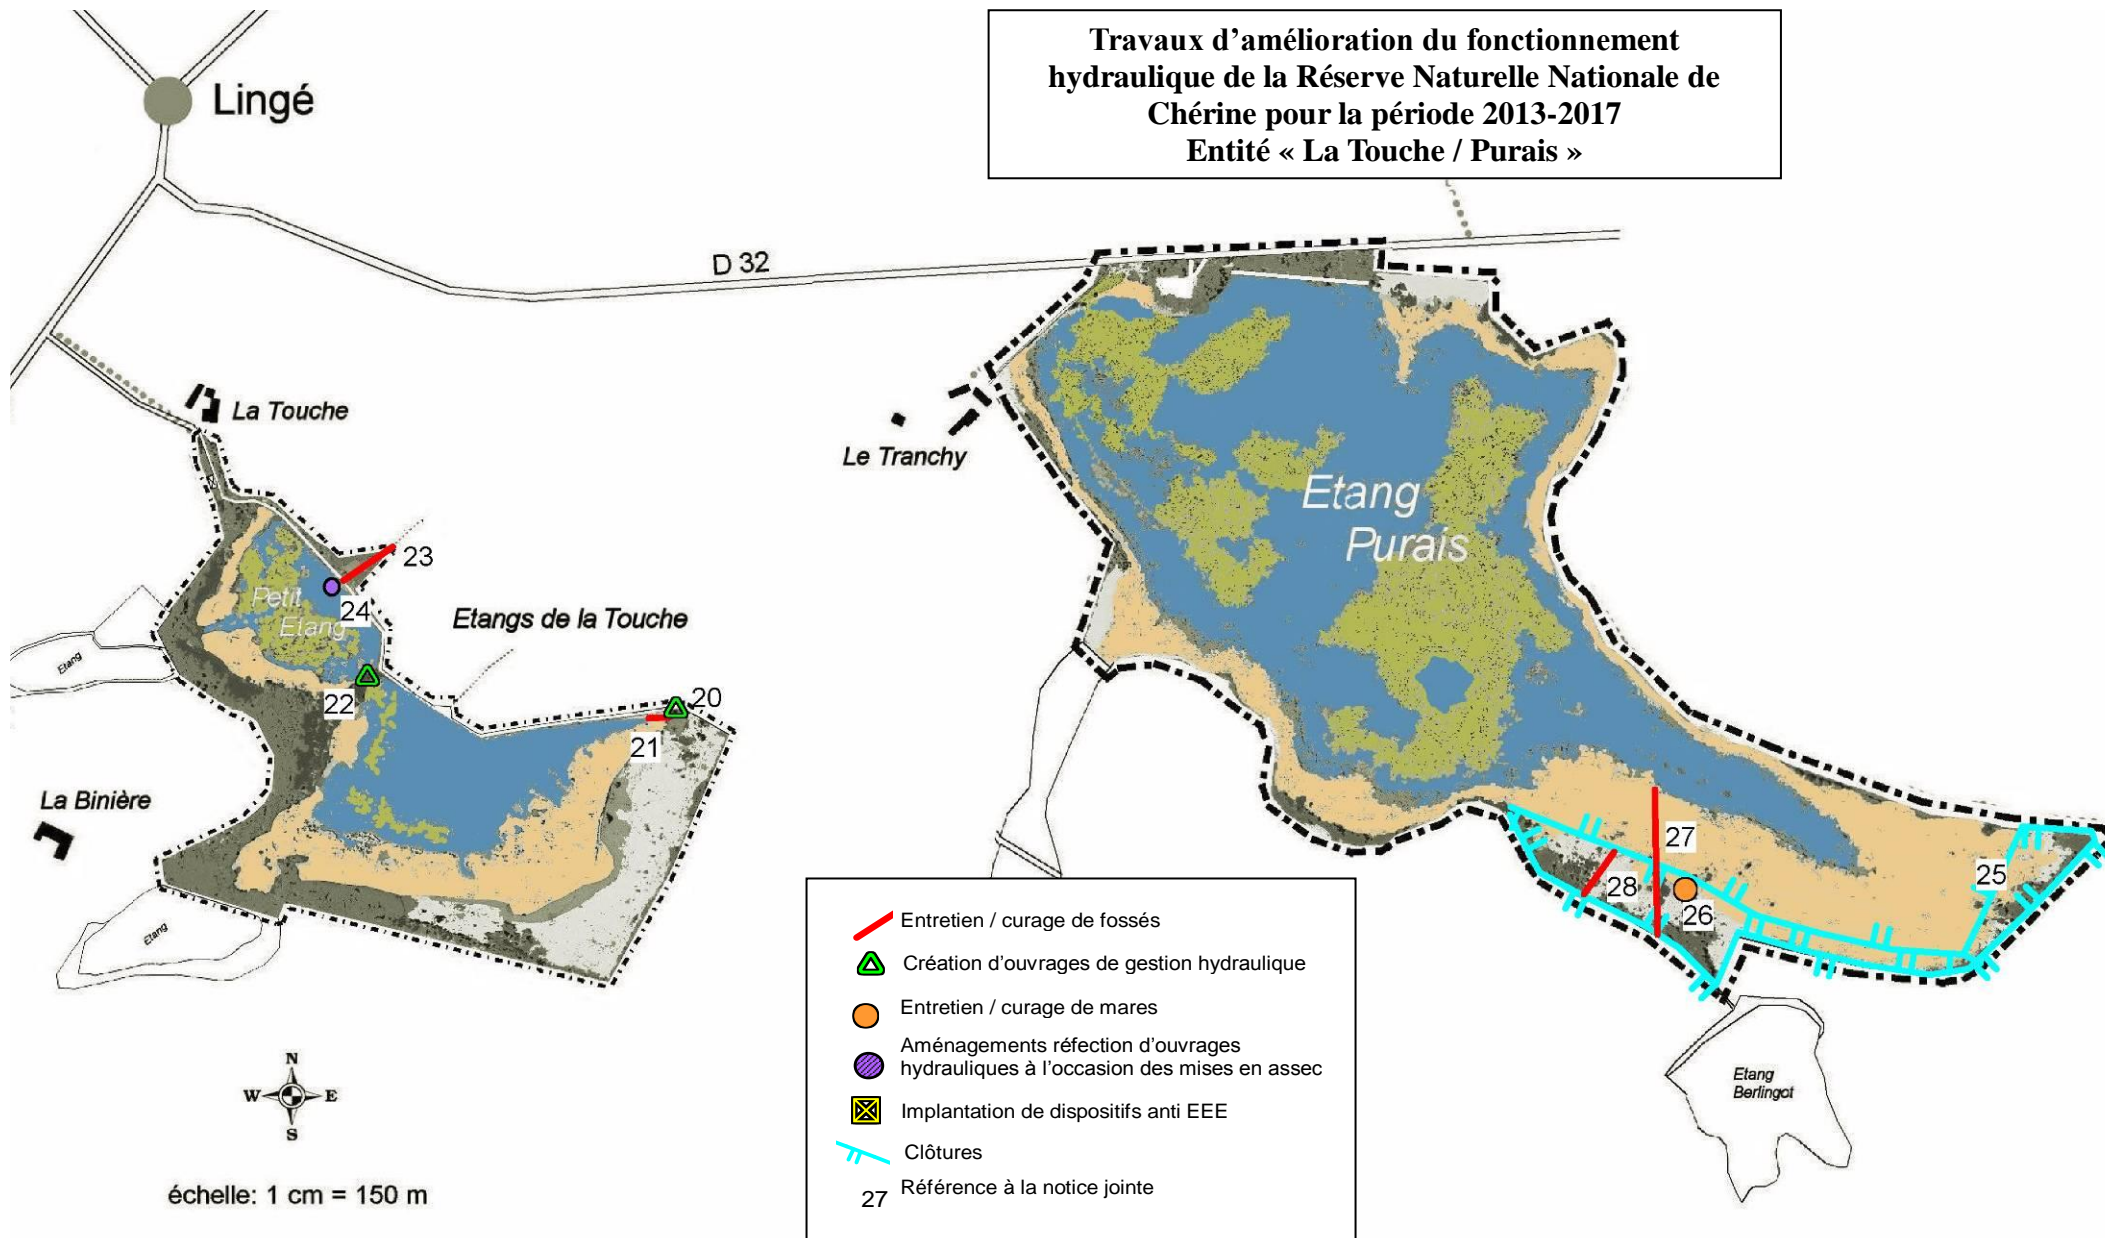 Travaux d’amélioration du fonctionnement
hydraulique de la Réserve Naturelle Nationale de
Chérine pour la période 2013-2017
Entité « La Touche / Purais »
Lingé
D 32
La Touche
Le Tranchy
Etang
Purais
23
Petit
Etang
24
Etangs de la Touche
Etang
22
20
21
La Binière
Etang
27
28
26
25
Etang
Berlingot
Entretien / curage de fossés
Création d’ouvrages de gestion hydraulique
Entretien / curage de mares
Aménagements réfection d’ouvrages
hydrauliques à l’occasion des mises en assec
Implantation de dispositifs anti EEE
Clôtures
27 Référence à la notice jointe
N
W E
S
échelle: 1 cm = 150 m